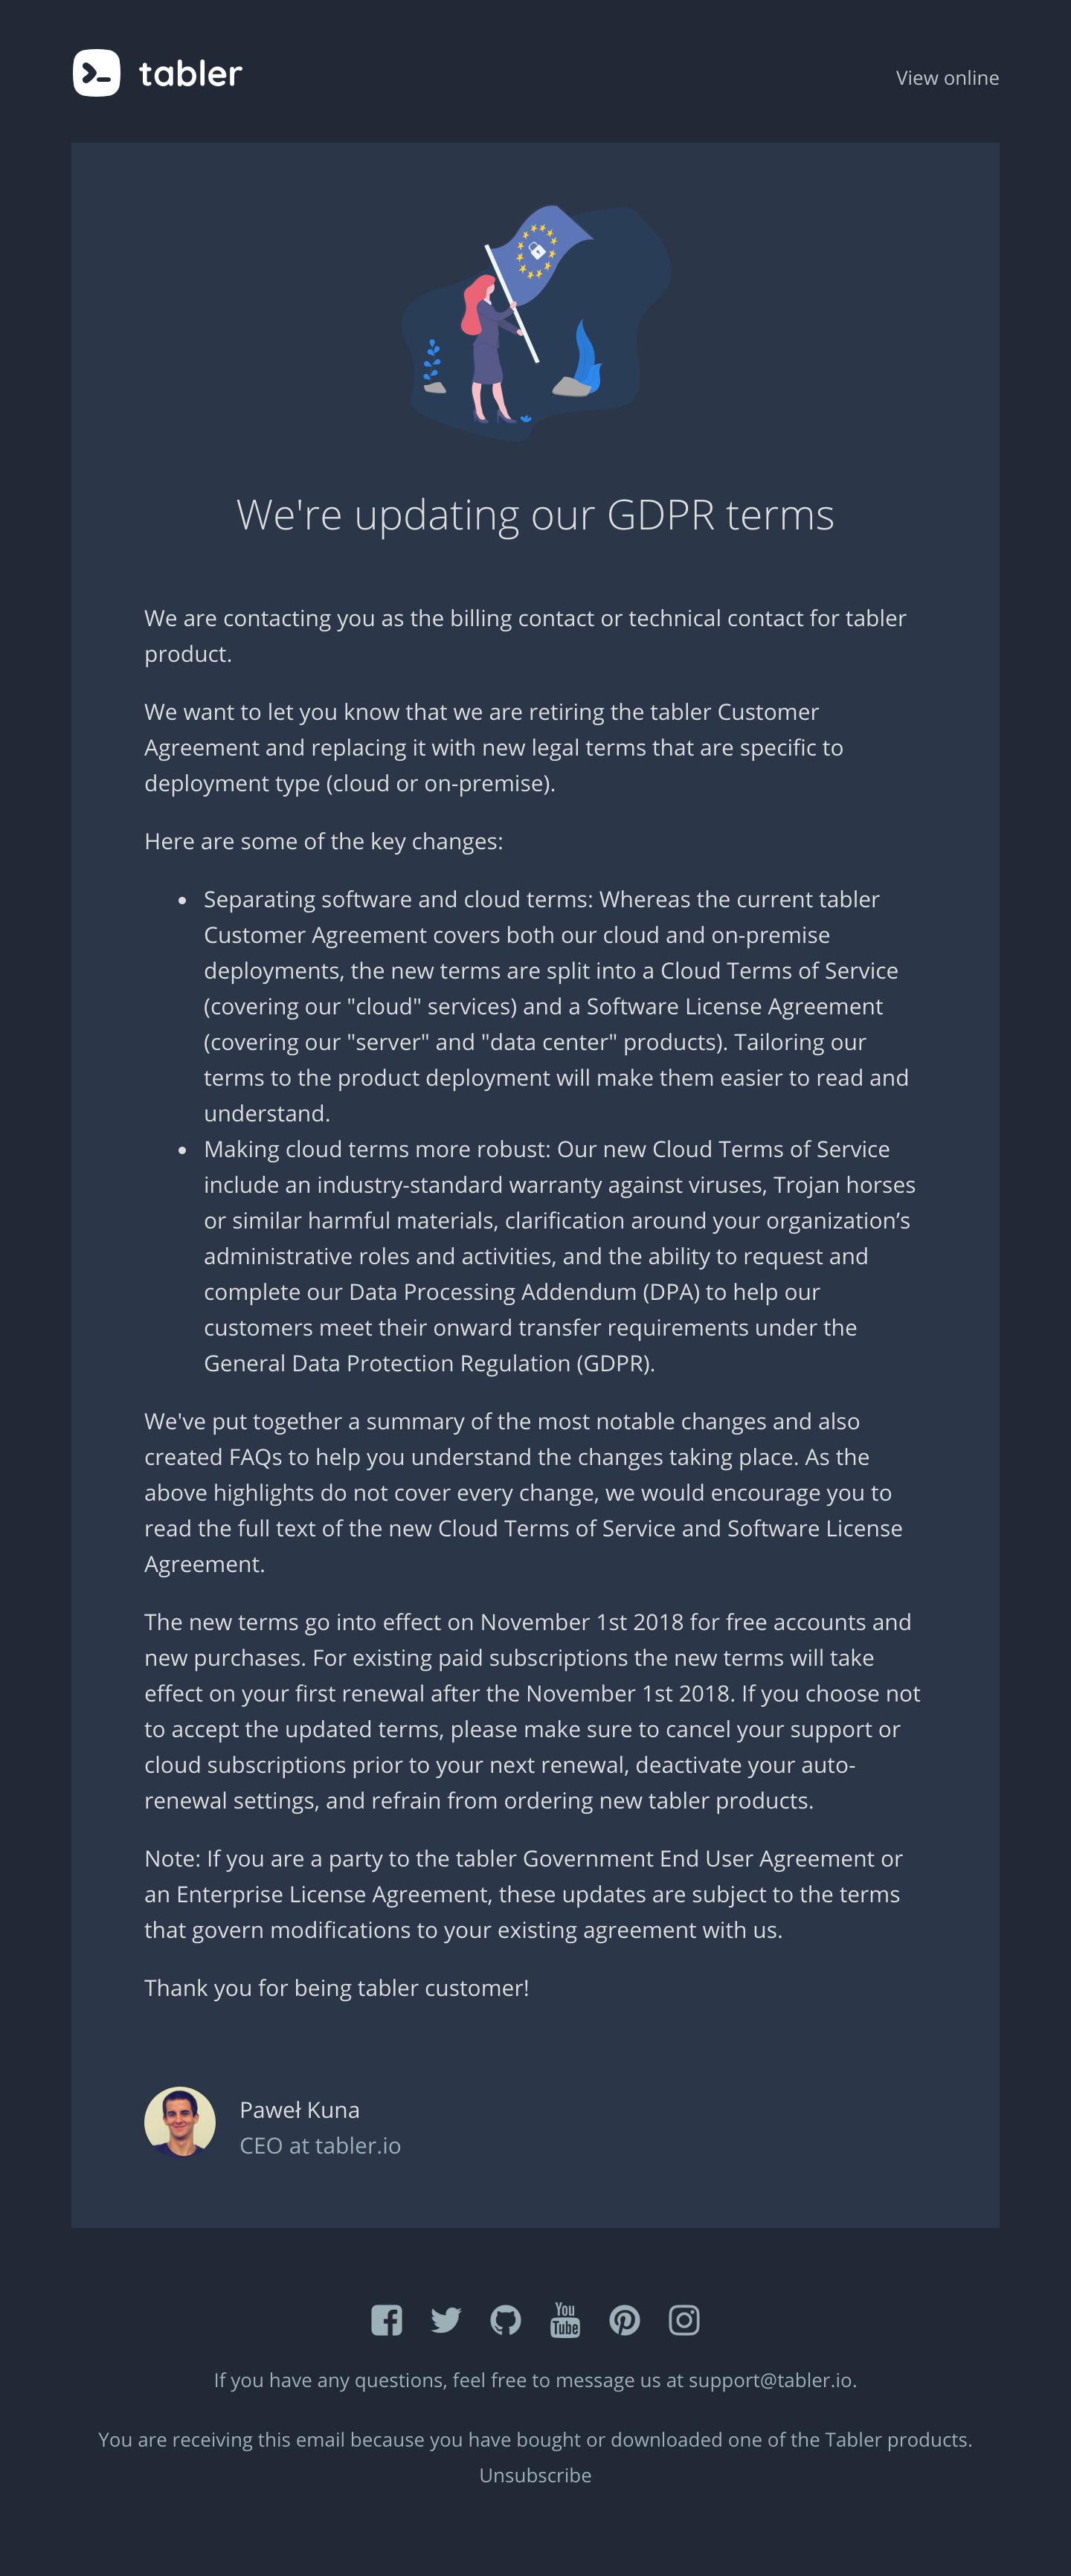 tabler
View online
We're updating our GDPR terms
We are contacting you as the billing contact or technical contact for tabler
product.
We want to let you know that we are retiring the tabler Customer
Agreement and replacing it with new legal terms that are specific to
deployment type (cloud or on-premise).
Here are some of the key changes:
• Separating software and cloud terms: Whereas the current tabler
Customer Agreement covers both our cloud and on-premise
deployments, the new terms are split into a Cloud Terms of Service
(covering our "cloud" services) and a Software License Agreement
(covering our "server" and "data center" products). Tailoring our
terms to the product deployment will make them easier to read and
understand.
• Making cloud terms more robust: Our new Cloud Terms of Service
include an industry-standard warranty against viruses, Trojan horses
or similar harmful materials, clarification around your organization’s
administrative roles and activities, and the ability to request and
complete our Data Processing Addendum (DPA) to help our
customers meet their onward transfer requirements under the
General Data Protection Regulation (GDPR).
We've put together a summary of the most notable changes and also
created FAQs to help you understand the changes taking place. As the
above highlights do not cover every change, we would encourage you to
read the full text of the new Cloud Terms of Service and Software License
Agreement.
The new terms go into effect on November 1st 2018 for free accounts and
new purchases. For existing paid subscriptions the new terms will take
effect on your first renewal after the November 1st 2018. If you choose not
to accept the updated terms, please make sure to cancel your support or
cloud subscriptions prior to your next renewal, deactivate your auto-
renewal settings, and refrain from ordering new tabler products.
Note: If you are a party to the tabler Government End User Agreement or
an Enterprise License Agreement, these updates are subject to the terms
that govern modifications to your existing agreement with us.
Thank you for being tabler customer!
Paweł Kuna
CEO at tabler.io
You
Tube
If you have any questions, feel free to message us at support@tabler.io.
You are receiving this email because you have bought or downloaded one of the Tabler products.
Unsubscribe